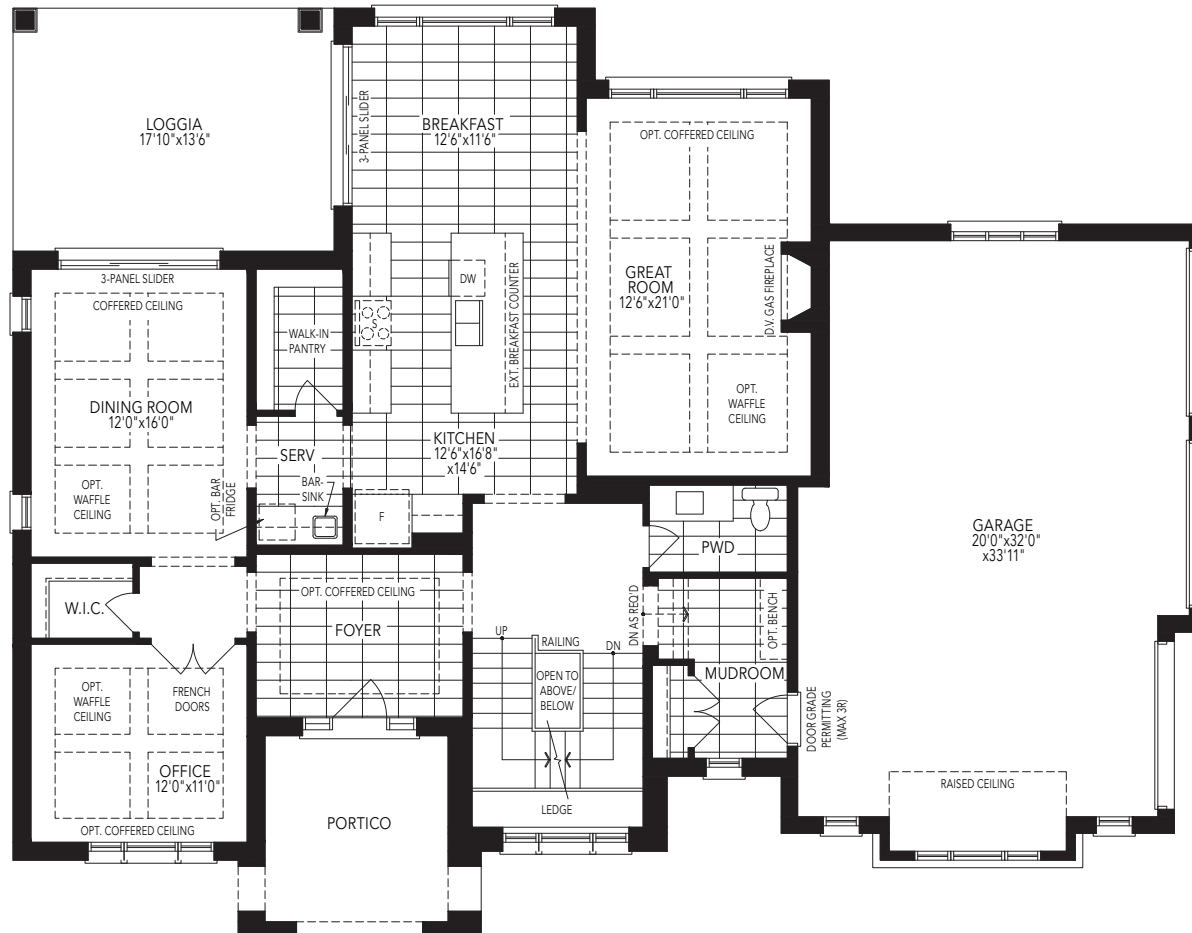 LOGGIA
17'10"x13'6"
3-PANEL SLIDER
BREAKFAST
12'6"x11'6"
OPT. COFFERED CEILING
GREAT
ROOM
12'6"x21'0"
D.V. GAS FIREPLACE
OPT.
WAFFLE
CEILING
3-PANEL SLIDER
COFFERED CEILING
DINING ROOM
12'0"x16'0"
OPT.
WAFFLE
CEILING
WALK-IN
PANTRY
S
DW
EXT. BREAKFAST COUNTER
KITCHEN
12'6"x16'8"
x14'6"
SERV
BAR-
SINK
OPT. BAR
FRIDGE
F
PWD
GARAGE
20'0"x32'0"
x33'11"
W.I.C.
OPT. COFFERED CEILING
FOYER
UP
RAILING
DN
OPEN TO
ABOVE/
BELOW
DN AS REQ'D
OPT. BENCH
MUDROOM
DOOR GRADE
PERMITTING
(MAX 3R)
OPT.
WAFFLE
CEILING
FRENCH
DOORS
OFFICE
12'0"x11'0"
OPT. COFFERED CEILING
PORTICO
LEDGE
RAISED CEILING